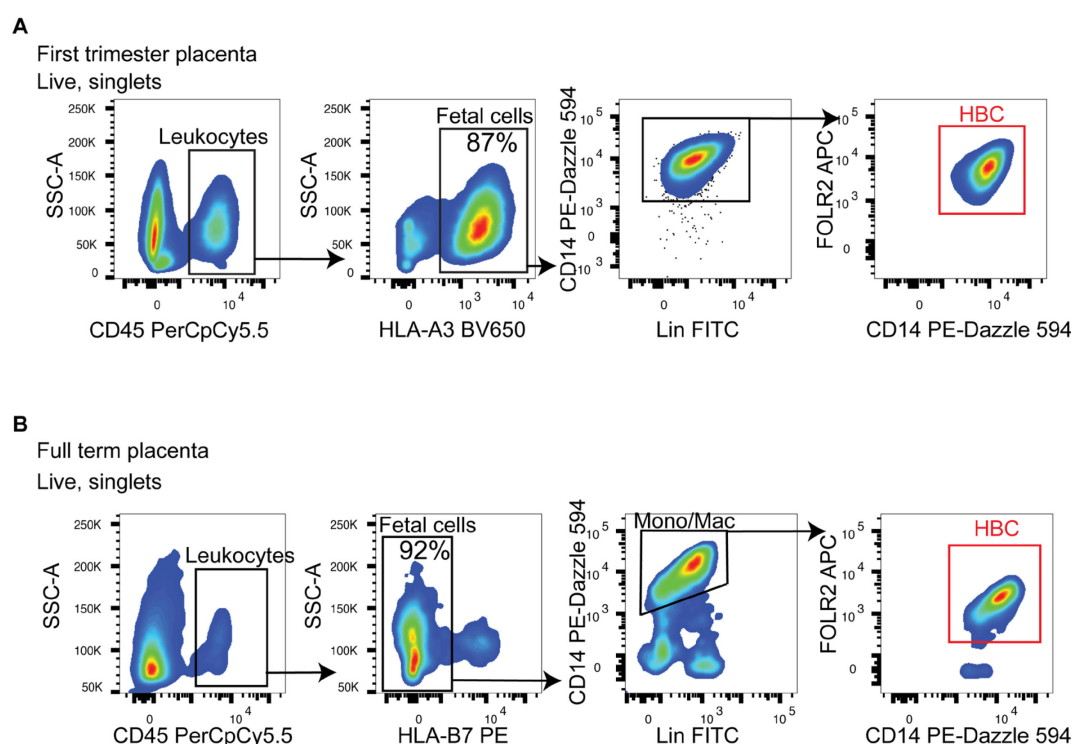 A
First trimester placenta
Live, singlets
250K
200K
150K
100K
50K
0
SSC-A
Leukocytes
0
10^4
CD45 PerCpCy5.5
250K
200K
150K
100K
50K
0
SSC-A
Fetal cells
87%
0
10^3
10^4
HLA-A3 BV650
10^5
10^4
10^3
0
10^3
CD14 PE-Dazzle 594
0
10^4
Lin FITC
10^5
10^4
10^3
0
FOLR2 APC
HBC
0
10^3
10^4
CD14 PE-Dazzle 594
B
Full term placenta
Live, singlets
250K
200K
150K
100K
50K
SSC-A
Leukocytes
0
10^4
CD45 PerCpCy5.5
250K
200K
150K
100K
50K
SSC-A
Fetal cells
92%
0
10^4
HLA-B7 PE
10^5
10^4
10^3
0
CD14 PE-Dazzle 594
Mono/Mac
0
10^3
10^5
Lin FITC
10^5
10^4
10^3
0
FOLR2 APC
HBC
0
10^3
10^4
CD14 PE-Dazzle 594